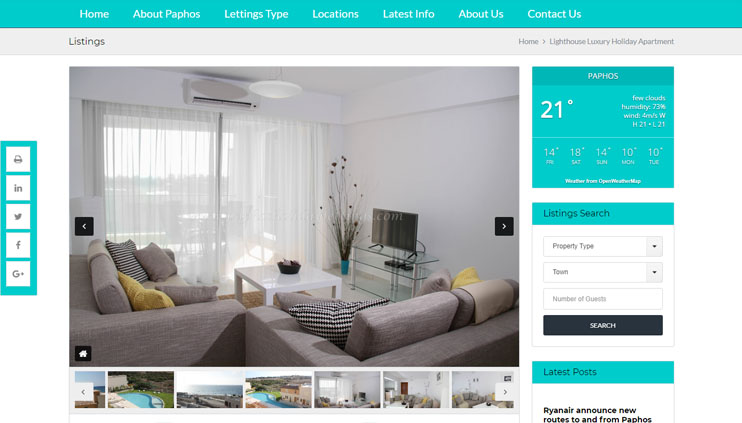 Home About Paphos Lettings Type Locations Latest Info About Us Contact Us
Listings
Home > Lighthouse Luxury Holiday Apartment
PAPHOS
21°
few clouds
humidity: 73%
wind: 4m/s W
H 21 • L 21
14° 18° 14° 10° 10°
FRI SAT SUN MON TUE
Weather from OpenWeatherMap
Listings Search
Property Type
Town
Number of Guests
SEARCH
Latest Posts
Ryanair announce new
routes to and from Paphos